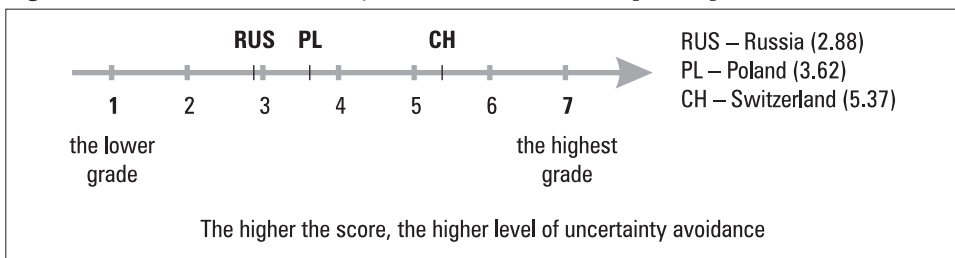 RUS PL CH
1 2 3 4 5 6 7
the lower
grade
the highest
grade
RUS – Russia (2.88)
PL – Poland (3.62)
CH – Switzerland (5.37)
The higher the score, the higher level of uncertainty avoidance